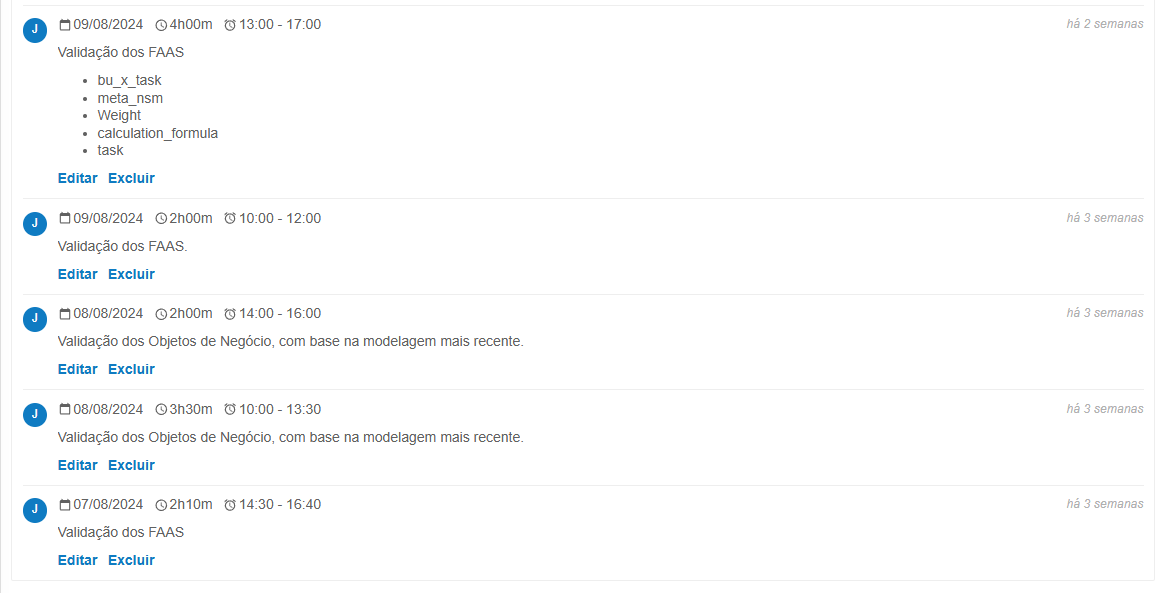 J 09/08/2024 4h00m 13:00 - 17:00 há 2 semanas
Validação dos FAAS
• bu_x_task
• meta_nsm
• Weight
• calculation_formula
• task
Editar Excluir
J 09/08/2024 2h00m 10:00 - 12:00 há 3 semanas
Validação dos FAAS.
Editar Excluir
J 08/08/2024 2h00m 14:00 - 16:00 há 3 semanas
Validação dos Objetos de Negócio, com base na modelagem mais recente.
Editar Excluir
J 08/08/2024 3h30m 10:00 - 13:30 há 3 semanas
Validação dos Objetos de Negócio, com base na modelagem mais recente.
Editar Excluir
J 07/08/2024 2h10m 14:30 - 16:40 há 3 semanas
Validação dos FAAS
Editar Excluir